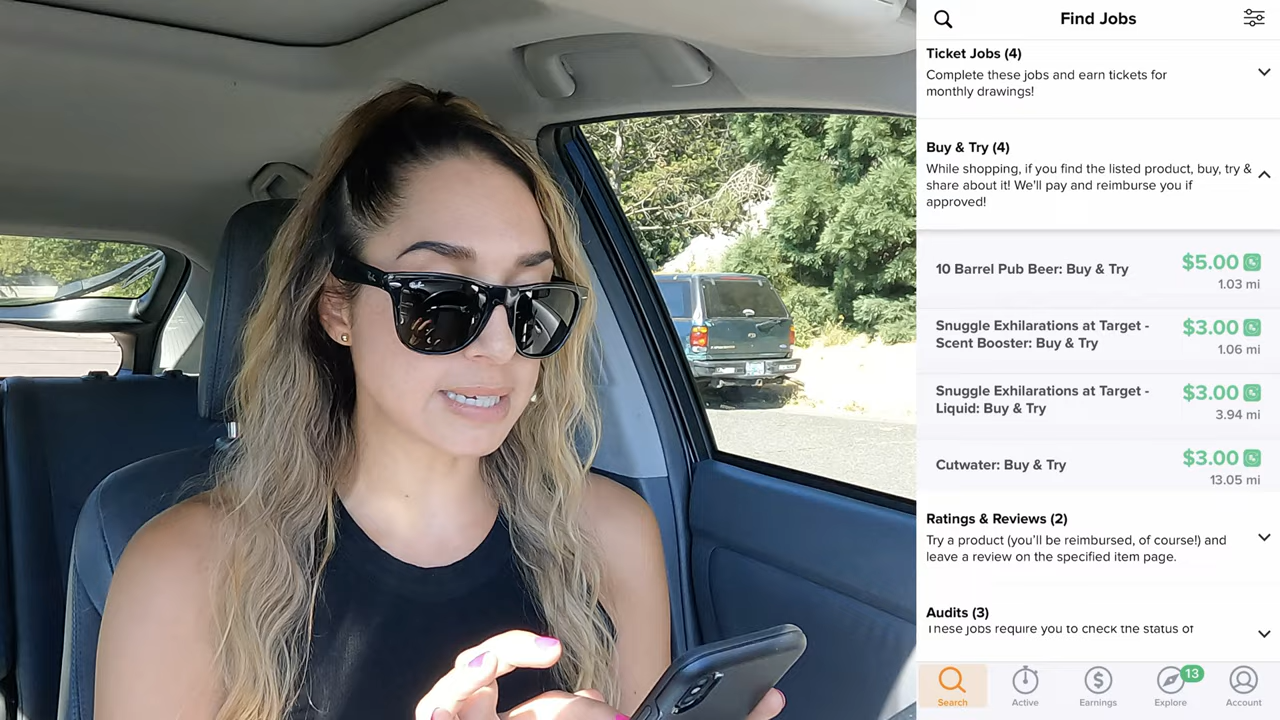 Find Jobs
Ticket Jobs (4)
Complete these jobs and earn tickets for
monthly drawings!
Buy & Try (4)
While shopping, if you find the listed product, buy, try &
share about it! We'll pay and reimburse you if
approved!
10 Barrel Pub Beer: Buy & Try
$5.00
1.03 mi
Snuggle Exhilarations at Target -
Scent Booster: Buy & Try
$3.00
1.06 mi
Snuggle Exhilarations at Target -
Liquid: Buy & Try
$3.00
3.94 mi
Cutwater: Buy & Try
$3.00
13.05 mi
Ratings & Reviews (2)
Try a product (you'll be reimbursed, of course!) and
leave a review on the specified item page.
Audits (3)
These jobs require you to check the status of
Search
Active
Earnings
13
Explore
Account